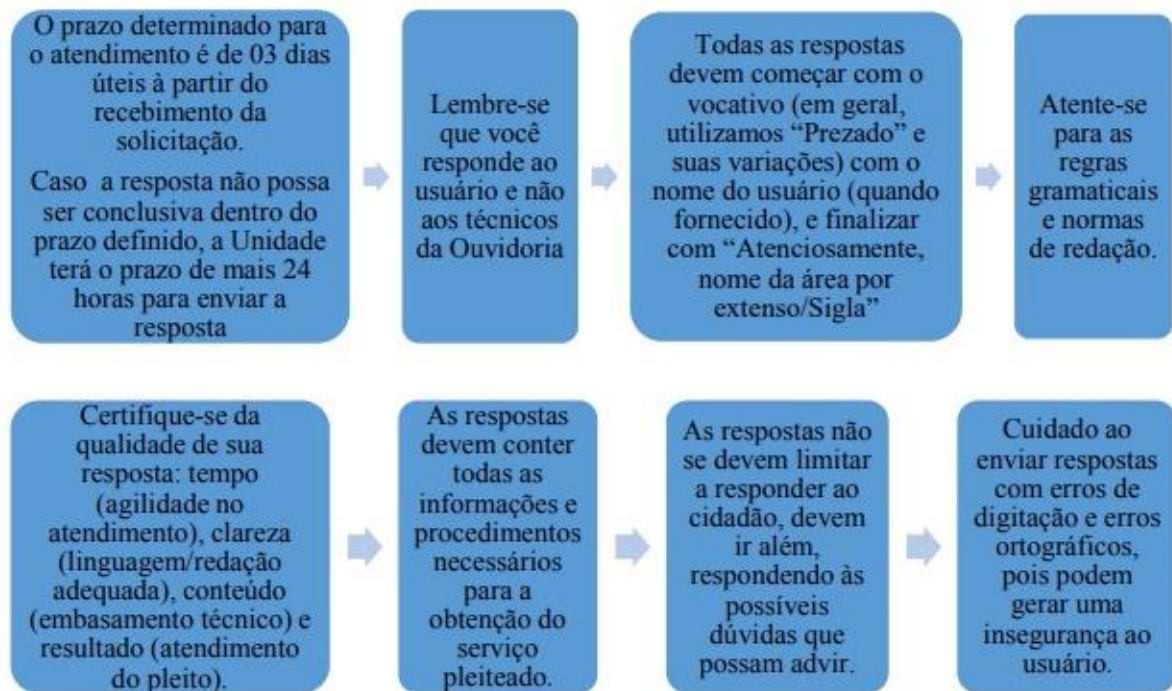 O prazo determinado para
o atendimento é de 03 dias
úteis à partir do
recebimento da
solicitação.
Caso a resposta não possa
ser conclusiva dentro do
prazo definido, a Unidade
terá o prazo de mais 24
horas para enviar a
resposta
Lembre-se
que você
responde ao
usuário e não
aos técnicos
da Ouvidoria
Todas as respostas
devem começar com o
vocativo (em geral,
utilizamos “Prezado” e
suas variações) com o
nome do usuário (quando
fornecido), e finalizar
com “Atenciosamente,
nome da área por
extenso/Sigla”
Atente-se
para as
regras
gramaticais
e normas
de redação.
Certifique-se da
qualidade de sua
resposta: tempo
(agilidade no
atendimento), clareza
(linguagem/redação
adequada), conteúdo
(embasamento técnico) e
resultado (atendimento
do pleito).
As respostas
devem conter
todas as
informações e
procedimentos
necessários
para a
obtenção do
serviço
pleiteado.
As respostas não
se devem limitar
a responder ao
cidadão, devem
ir além,
respondendo às
possíveis
dúvidas que
possam advir.
Cuidado ao
enviar respostas
com erros de
digitação e erros
ortográficos,
pois podem
gerar uma
insegurança ao
usuário.